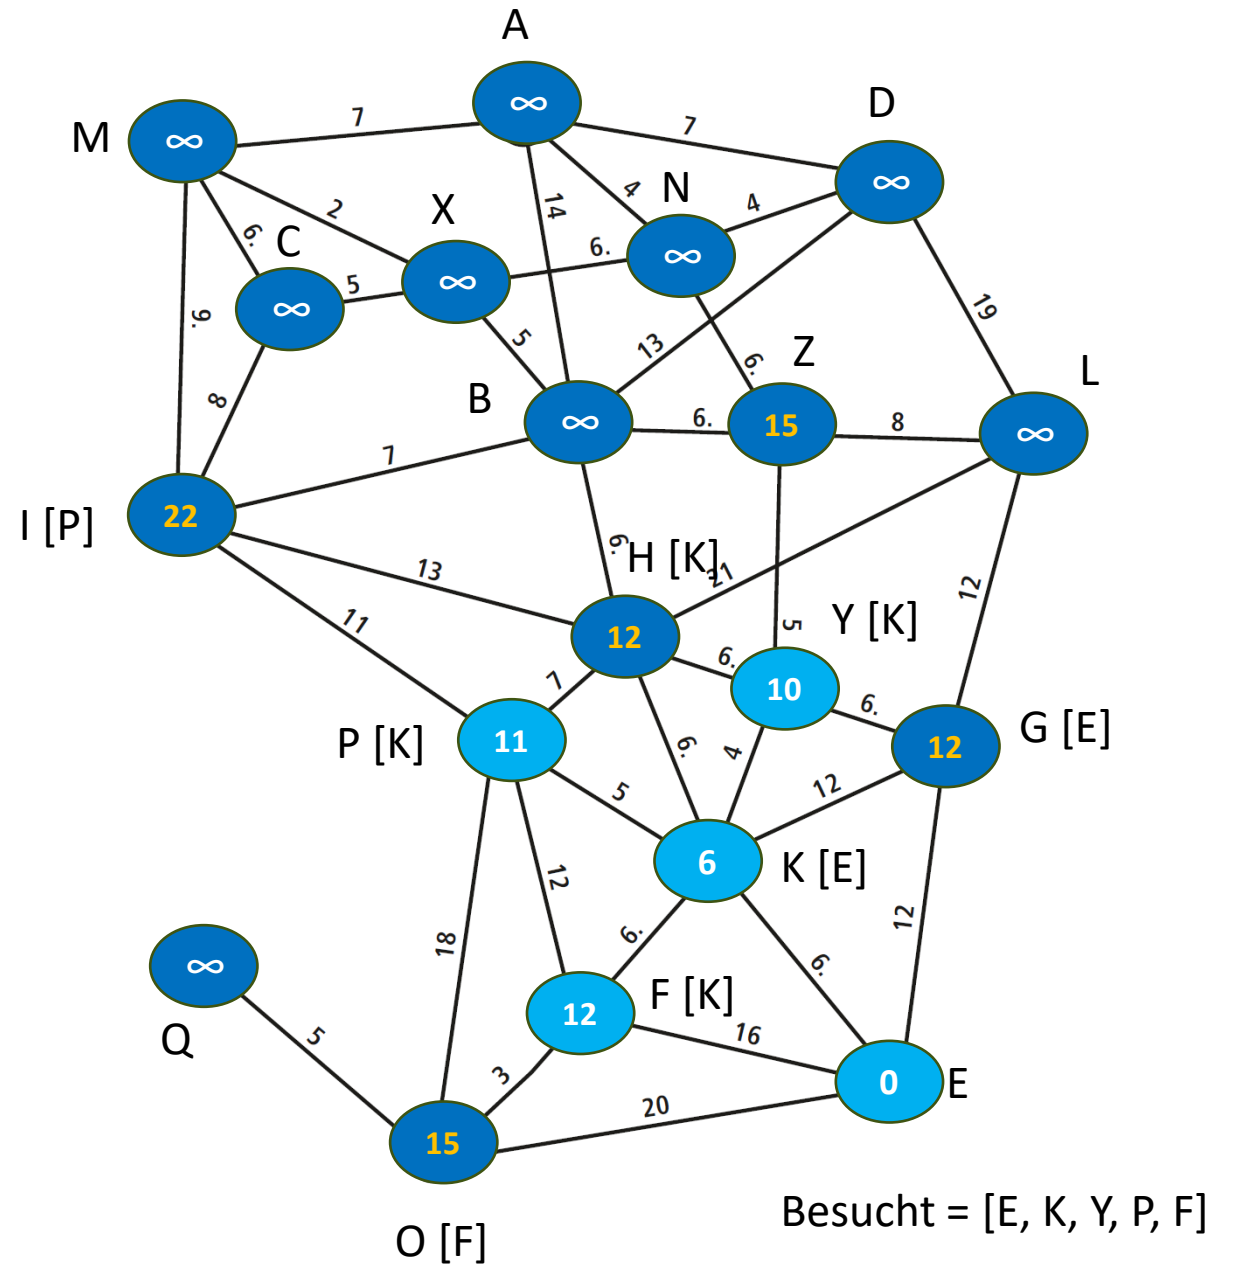 A
∞
7
7
D
M
∞
∞
4
N
4
2
14
X
6.
C
∞
6.
∞
5
∞
9.
19
5
13
6.
Z
L
B
8
∞
6.
15
8
∞
7
I [P]
22
6.
H [K]
13
21
12
5
Y [K]
11
12
6.
10
7
6.
G [E]
P [K]
11
12
6.
4
5
12
6
K [E]
12
12
18
6.
∞
6.
F [K]
12
Q
5
16
3
0
E
20
15
Besucht = [E, K, Y, P, F]
O [F]